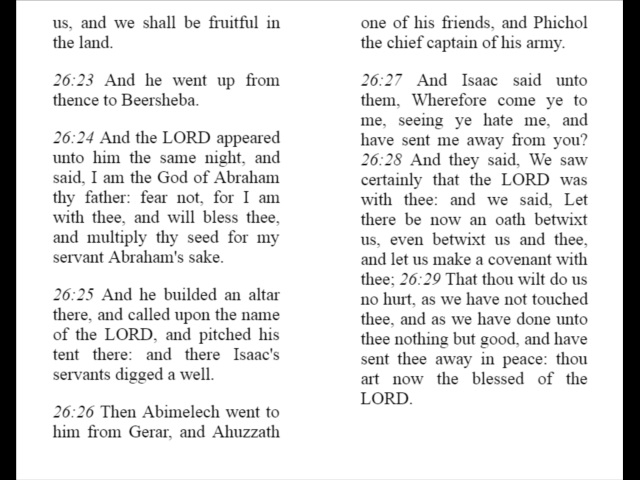 us, and we shall be fruitful in
the land.
26:23 And he went up from
thence to Beersheba.
26:24 And the LORD appeared
unto him the same night, and
said, I am the God of Abraham
thy father: fear not, for I am
with thee, and will bless thee,
and multiply thy seed for my
servant Abraham's sake.
26:25 And he builded an altar
there, and called upon the name
of the LORD, and pitched his
tent there: and there Isaac's
servants digged a well.
26:26 Then Abimelech went to
him from Gerar, and Ahuzzath
one of his friends, and Phichol
the chief captain of his army.
26:27 And Isaac said unto
them, Wherefore come ye to
me, seeing ye hate me, and
have sent me away from you?
26:28 And they said, We saw
certainly that the LORD was
with thee: and we said, Let
there be now an oath betwixt
us, even betwixt us and thee,
and let us make a covenant with
thee; 26:29 That thou wilt do us
no hurt, as we have not touched
thee, and as we have done unto
thee nothing but good, and have
sent thee away in peace: thou
art now the blessed of the
LORD.